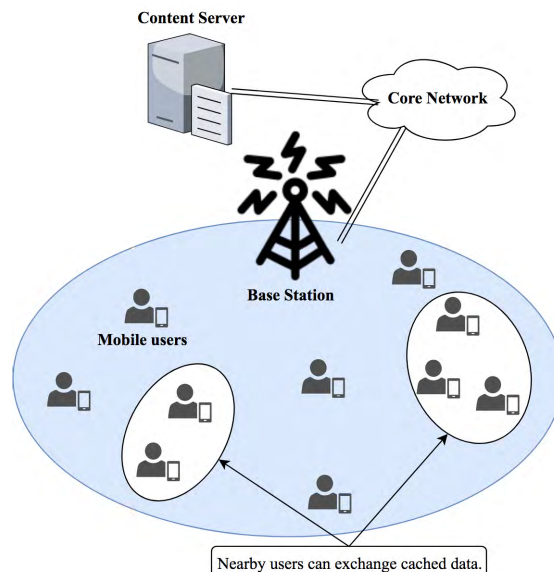 Content Server
Core Network
Base Station
Mobile users
Nearby users can exchange cached data.